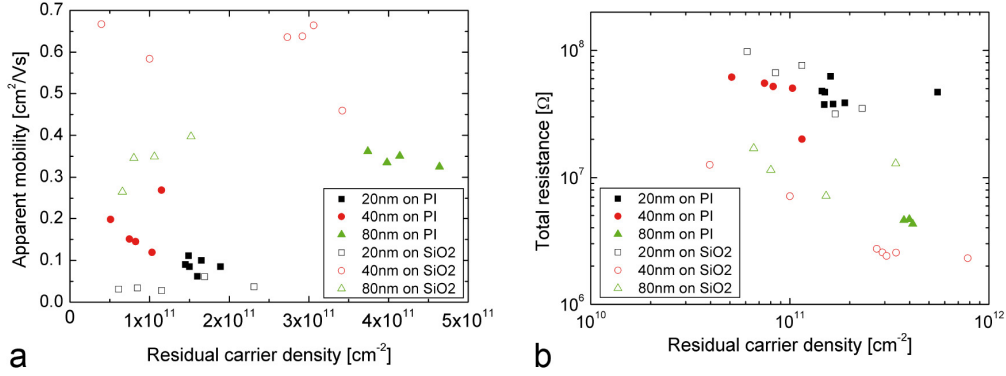 0.7
0.6
0.5
0.4
0.3
0.2
0.1
0.0
Apparent mobility [cm²/Vs]
20nm on PI
40nm on PI
80nm on PI
20nm on SiO2
40nm on SiO2
80nm on SiO2
0 1x10¹¹ 2x10¹¹ 3x10¹¹ 4x10¹¹ 5x10¹¹
Residual carrier density [cm⁻²]
a
10⁸
10⁷
10⁶
Total resistance [Ω]
20nm on PI
40nm on PI
80nm on PI
20nm on SiO2
40nm on SiO2
80nm on SiO2
10¹⁰ 10¹¹ 10¹²
Residual carrier density [cm⁻²]
b